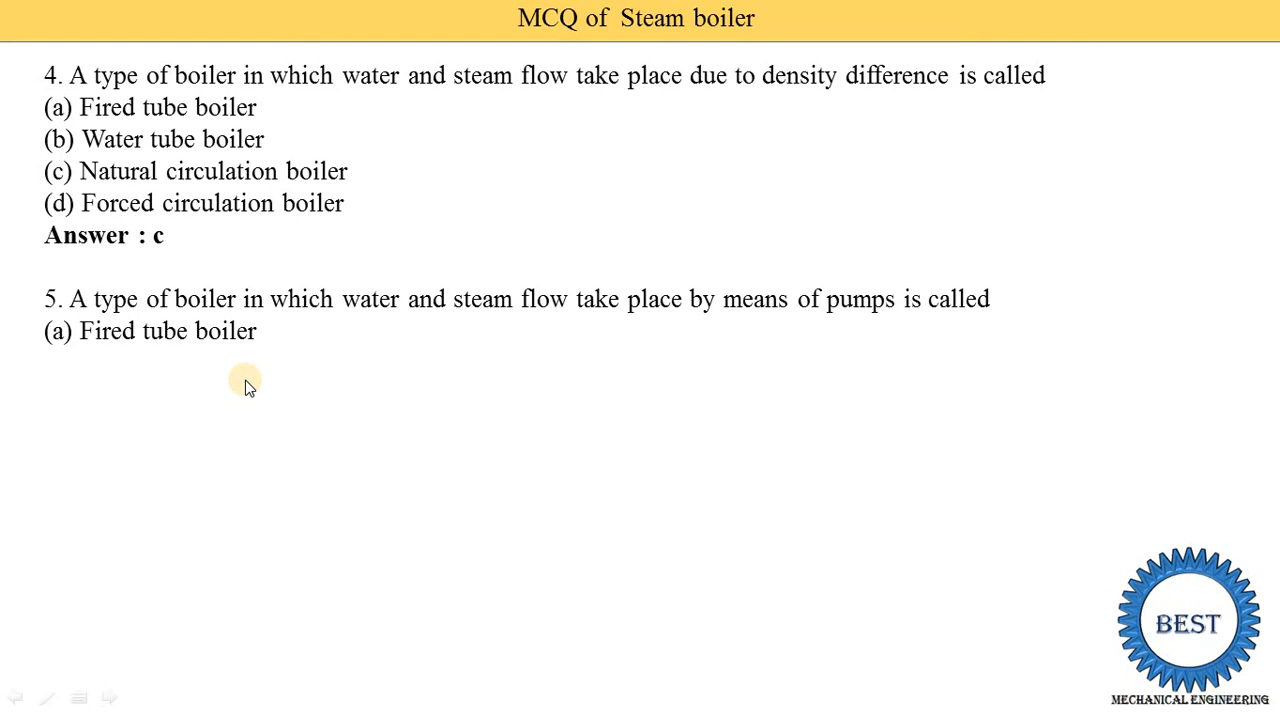 MCQ of Steam boiler
4. A type of boiler in which water and steam flow take place due to density difference is called
(a) Fired tube boiler
(b) Water tube boiler
(c) Natural circulation boiler
(d) Forced circulation boiler
Answer : c
5. A type of boiler in which water and steam flow take place by means of pumps is called
(a) Fired tube boiler
BEST
MECHANICAL ENGINEERING